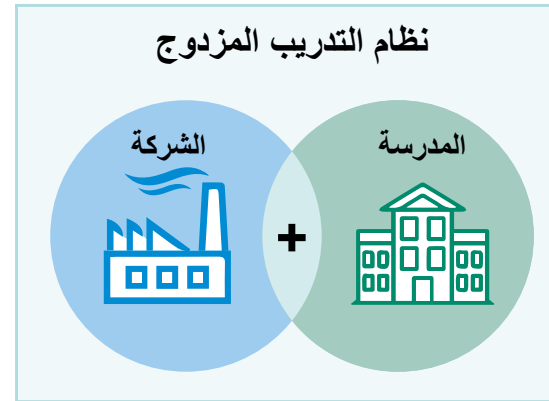 نظام التدريب المزدوج
المدرسة
الشركة
+